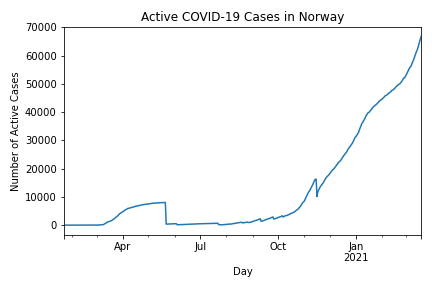 Active COVID-19 Cases in Norway
70000
60000
50000
40000
30000
20000
10000
0
Number of Active Cases
Apr
Jul
Oct
Jan
2021
Day